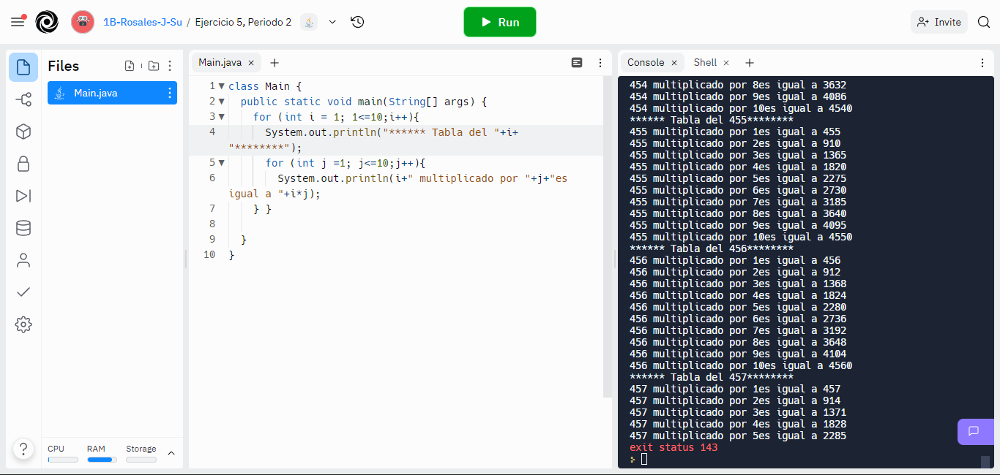 1B-Rosales-J-Su / Ejercicio 5, Periodo 2
Run
Invite
Files
Main.java
CPU RAM Storage
?
Main.java × +
1 class Main {
2 public static void main(String[] args) {
3 for (int i = 1; 1<=10;i++){
4 System.out.println("****** Tabla del "+i+
"********");
5 for (int j =1; j<=10;j++){
6 System.out.println(i+" multiplicado por "+j+"es
igual a "+i*j);
7 } }
8
9 }
10 }
Console × Shell × +
454 multiplicado por 8es igual a 3632
454 multiplicado por 9es igual a 4086
454 multiplicado por 10es igual a 4540
****** Tabla del 455********
455 multiplicado por 1es igual a 455
455 multiplicado por 2es igual a 910
455 multiplicado por 3es igual a 1365
455 multiplicado por 4es igual a 1820
455 multiplicado por 5es igual a 2275
455 multiplicado por 6es igual a 2730
455 multiplicado por 7es igual a 3185
455 multiplicado por 8es igual a 3640
455 multiplicado por 9es igual a 4095
455 multiplicado por 10es igual a 4550
****** Tabla del 456********
456 multiplicado por 1es igual a 456
456 multiplicado por 2es igual a 912
456 multiplicado por 3es igual a 1368
456 multiplicado por 4es igual a 1824
456 multiplicado por 5es igual a 2280
456 multiplicado por 6es igual a 2736
456 multiplicado por 7es igual a 3192
456 multiplicado por 8es igual a 3648
456 multiplicado por 9es igual a 4104
456 multiplicado por 10es igual a 4560
****** Tabla del 457********
457 multiplicado por 1es igual a 457
457 multiplicado por 2es igual a 914
457 multiplicado por 3es igual a 1371
457 multiplicado por 4es igual a 1828
457 multiplicado por 5es igual a 2285
exit status 143